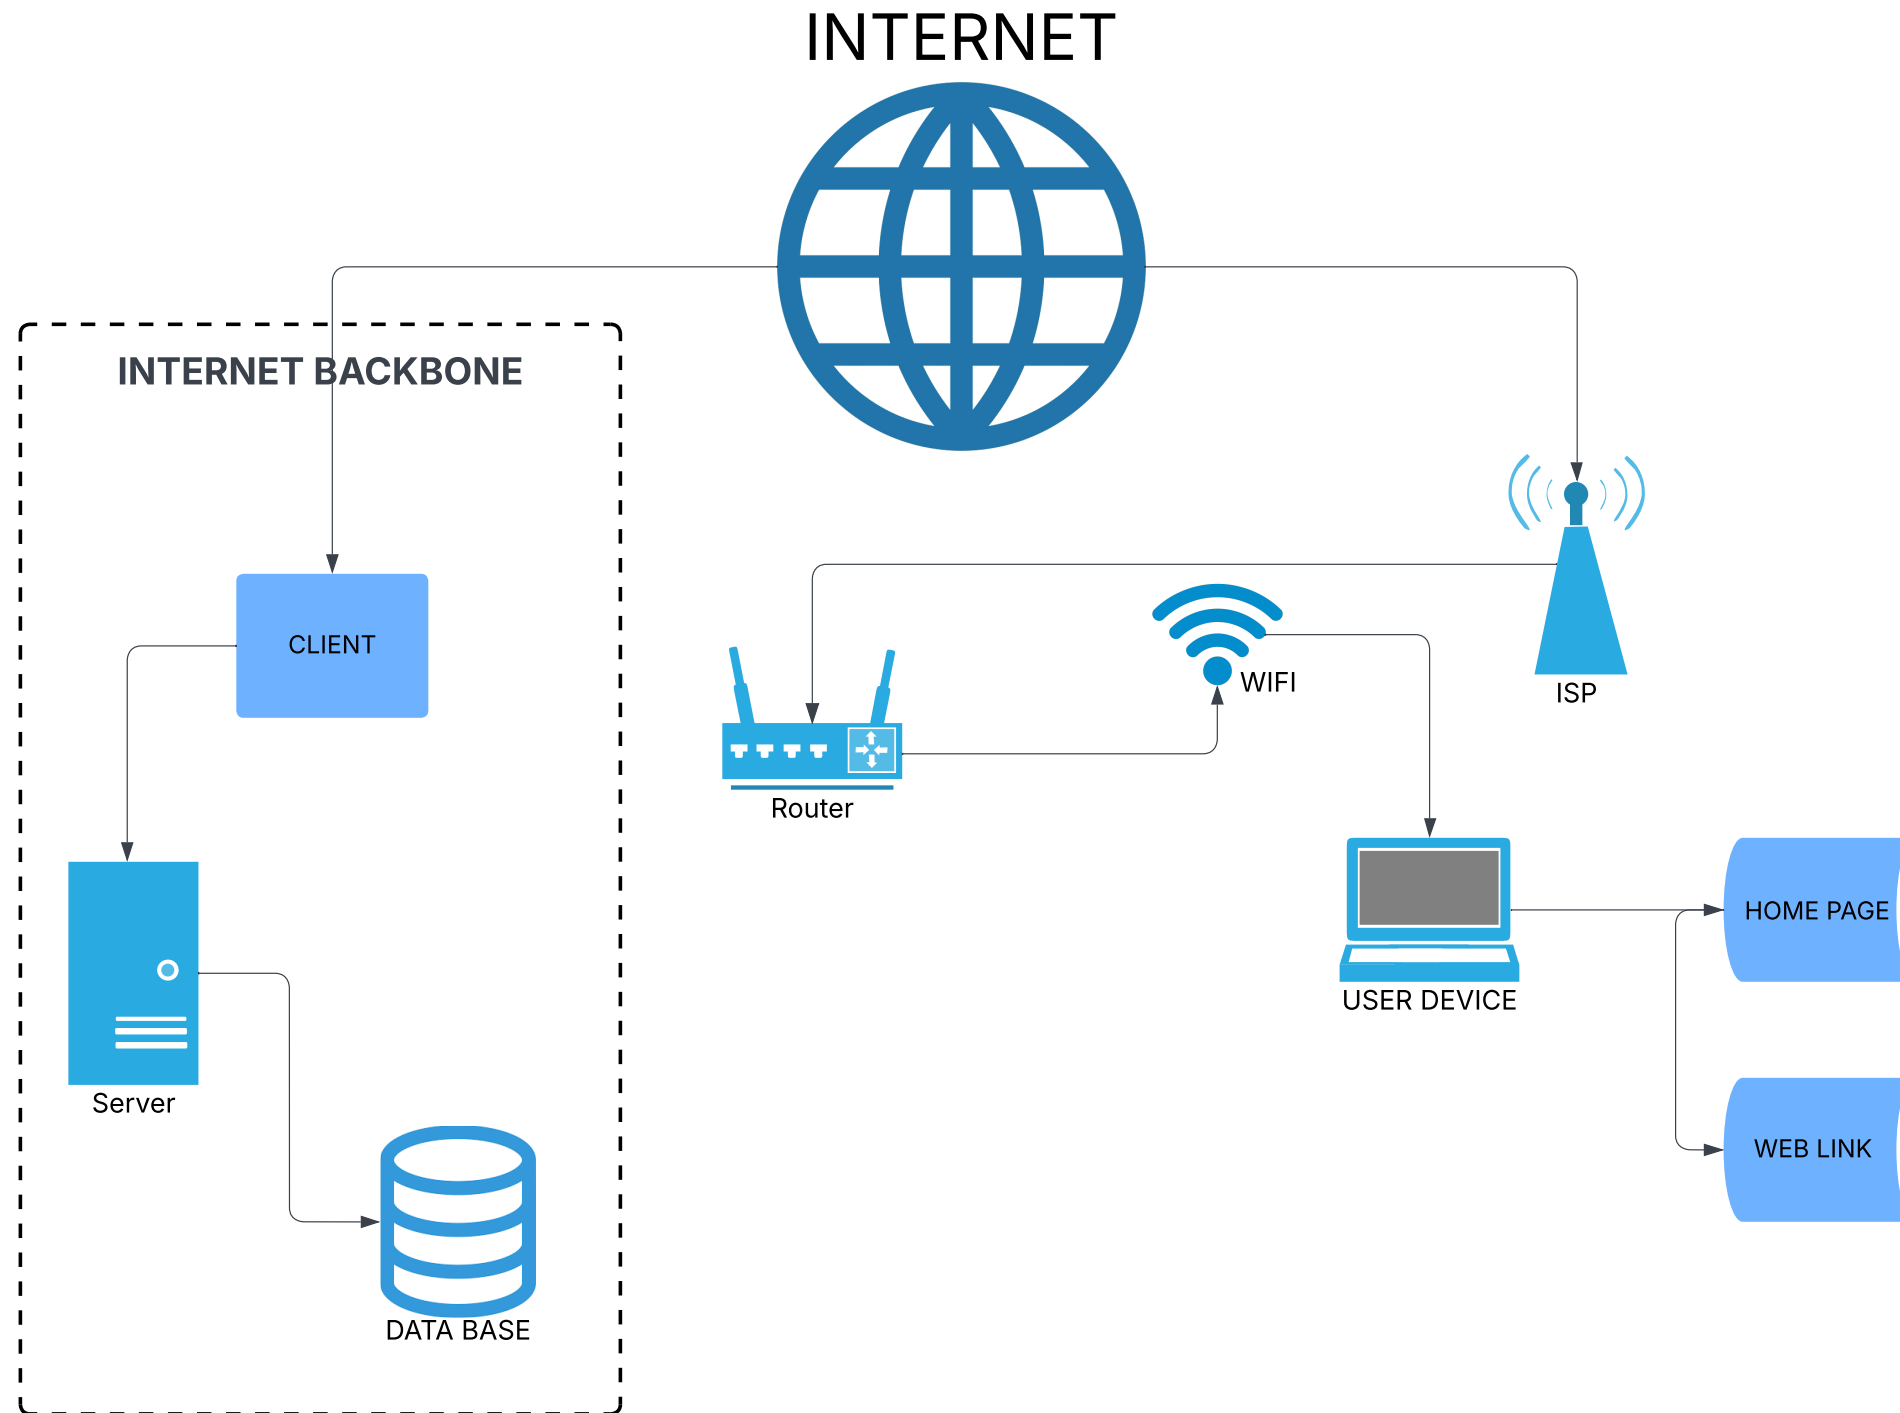 INTERNET
INTERNET BACKBONE
CLIENT
WIFI
ISP
Router
HOME PAGE
USER DEVICE
Server
WEB LINK
DATA BASE